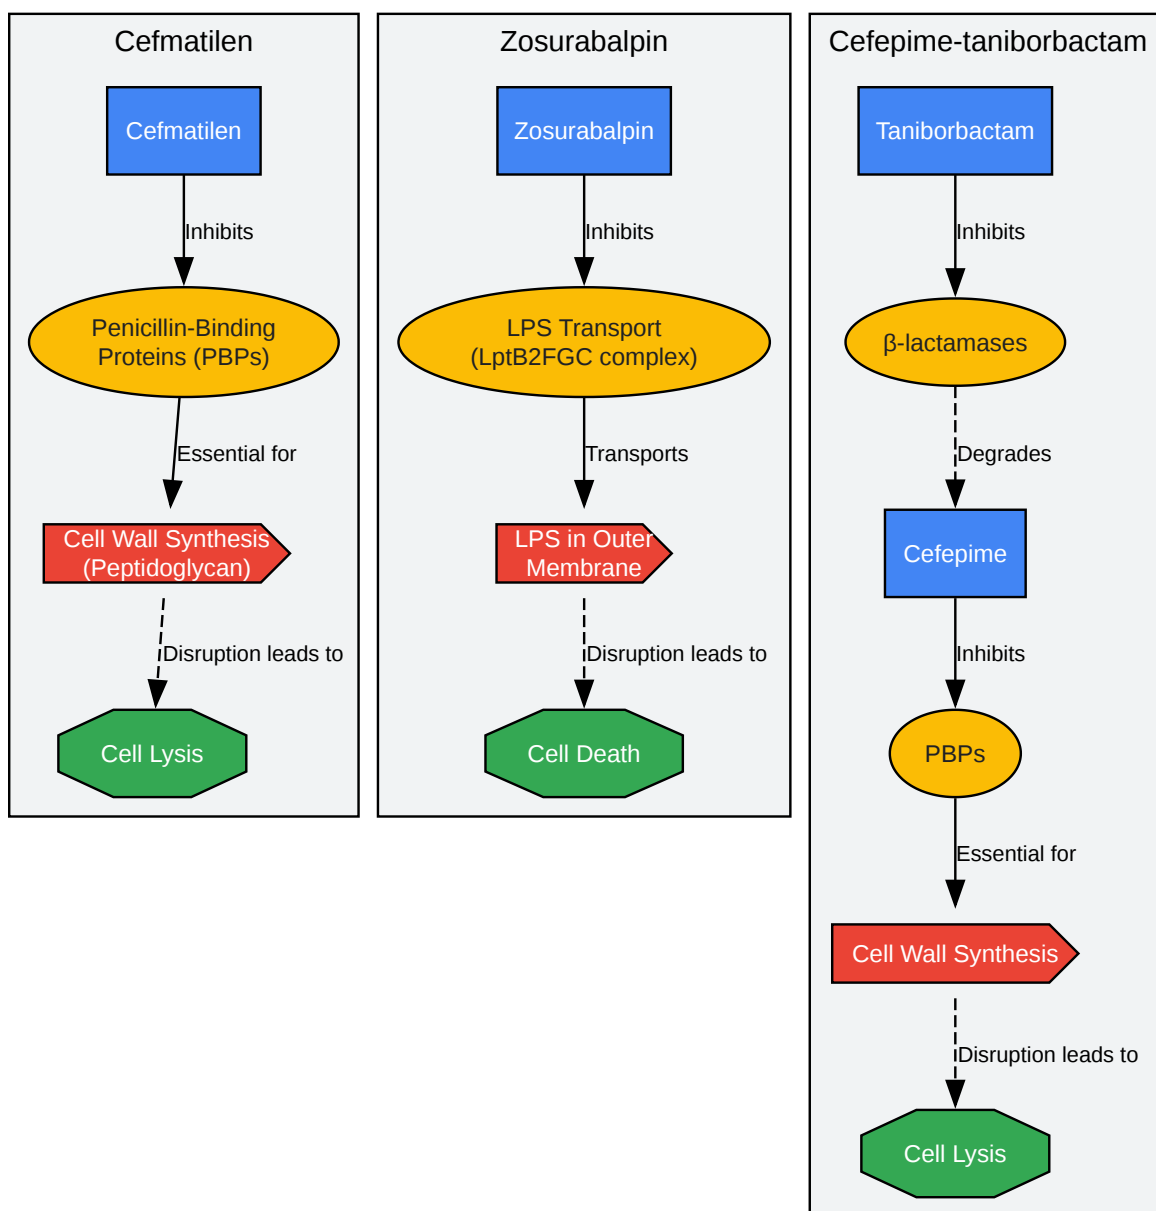 Cefmatilen
Cefmatilen
Inhibits
Penicillin-Binding
Proteins (PBPs)
Essential for
Cell Wall Synthesis
(Peptidoglycan)
Disruption leads to
Cell Lysis
Zosurabalpin
Zosurabalpin
Inhibits
LPS Transport
(LptB2FGC complex)
Transports
LPS in Outer
Membrane
Disruption leads to
Cell Death
Cefepime-taniborbactam
Taniborbactam
Inhibits
β-lactamases
Degrades
Cefepime
Inhibits
PBPs
Essential for
Cell Wall Synthesis
Disruption leads to
Cell Lysis